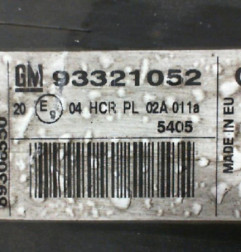 GM 93321052
20 E9 04 HCR PL 02A 011a
5405
MADE IN EU